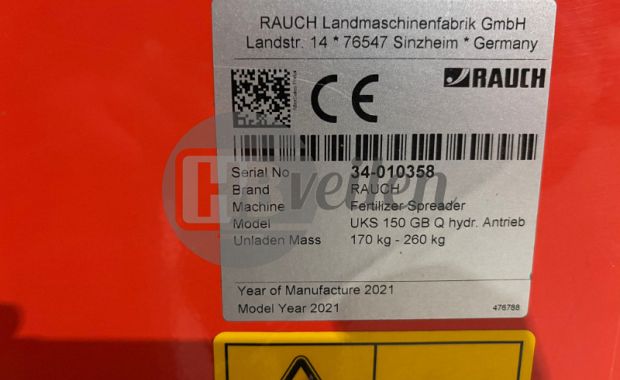 RAUCH Landmaschinenfabrik GmbH
Landstr. 14 * 76547 Sinzheim * Germany
CE
RAUCH
Serial No 34-010358
Brand RAUCH
Machine Fertilizer Spreader
Model UKS 150 GB Q hydr. Antrieb
Unladen Mass 170 kg - 260 kg
Year of Manufacture 2021
Model Year 2021
476788